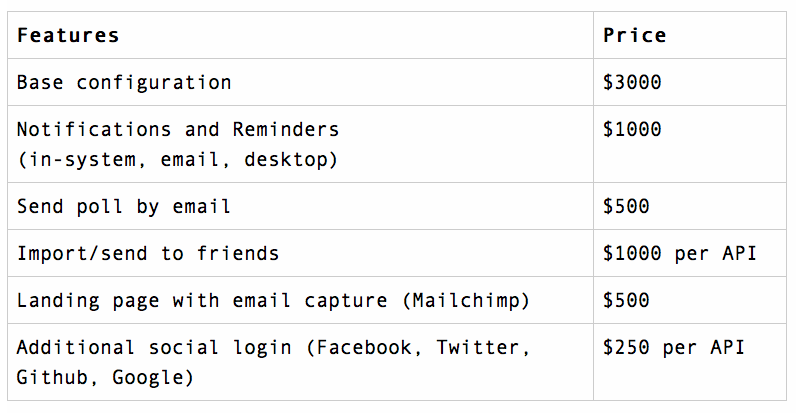 Features Price
Base configuration $3000
Notifications and Reminders $1000
(in-system, email, desktop)
Send poll by email $500
Import/send to friends $1000 per API
Landing page with email capture (Mailchimp) $500
Additional social login (Facebook, Twitter, $250 per API
Github, Google)